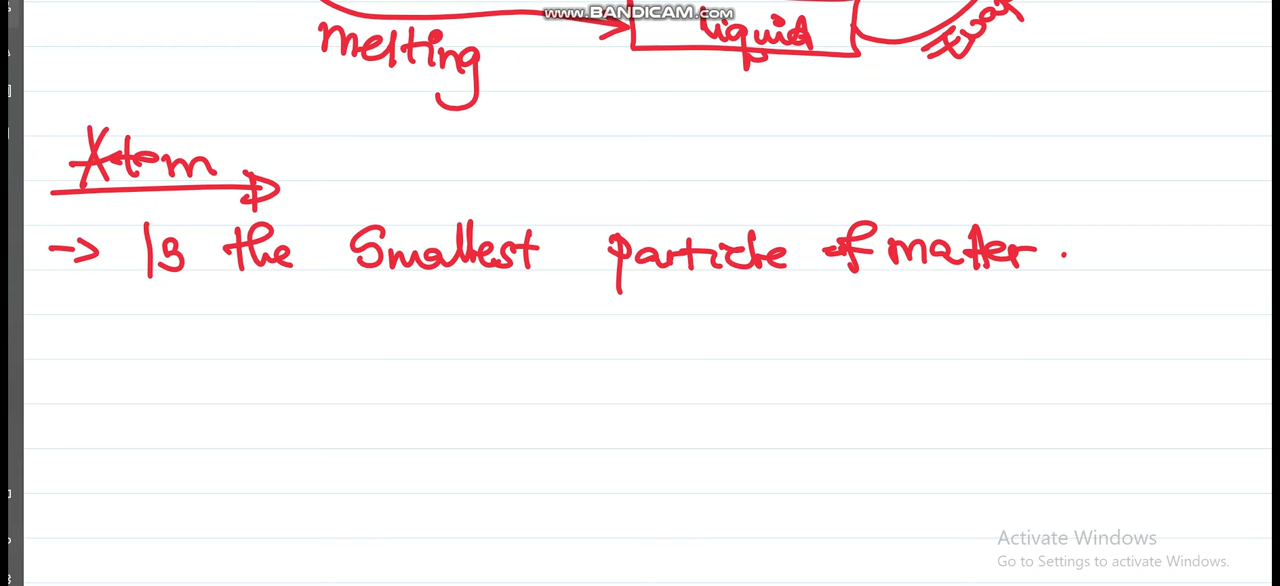 www.BANDICAM.com
liquid
melting
Atom
→ Is the smallest particle of matter.
Activate Windows
Go to Settings to activate Windows.